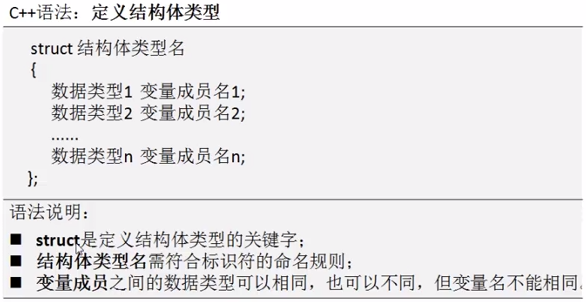 C++语法：定义结构体类型
struct 结构体类型名
{
数据类型1 变量成员名1;
数据类型2 变量成员名2;
......
数据类型n 变量成员名n;
};
语法说明：
■ struct是定义结构体类型的关键字；
■ 结构体类型名需符合标识符的命名规则；
■ 变量成员之间的数据类型可以相同，也可以不同，但变量名不能相同。